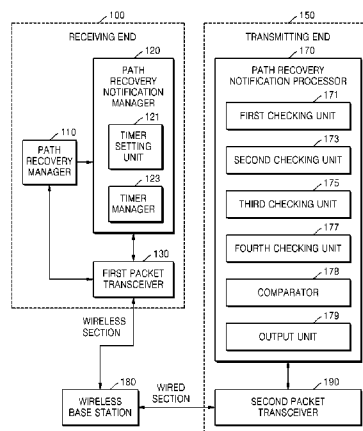 100
RECEIVING END
120
PATH
RECOVERY
NOTIFICATION
MANAGER
121
TIMER
SETTING
UNIT
123
TIMER
MANAGER
110
PATH
RECOVERY
MANAGER
130
FIRST PACKET
TRANSCEIVER
WIRELESS
SECTION
180
WIRELESS
BASE STATION
WIRED
SECTION
150
TRANSMITTING END
170
PATH RECOVERY
NOTIFICATION PROCESSOR
171
FIRST CHECKING UNIT
173
SECOND CHECKING UNIT
175
THIRD CHECKING UNIT
177
FOURTH CHECKING UNIT
178
COMPARATOR
179
OUTPUT UNIT
190
SECOND PACKET
TRANSCEIVER